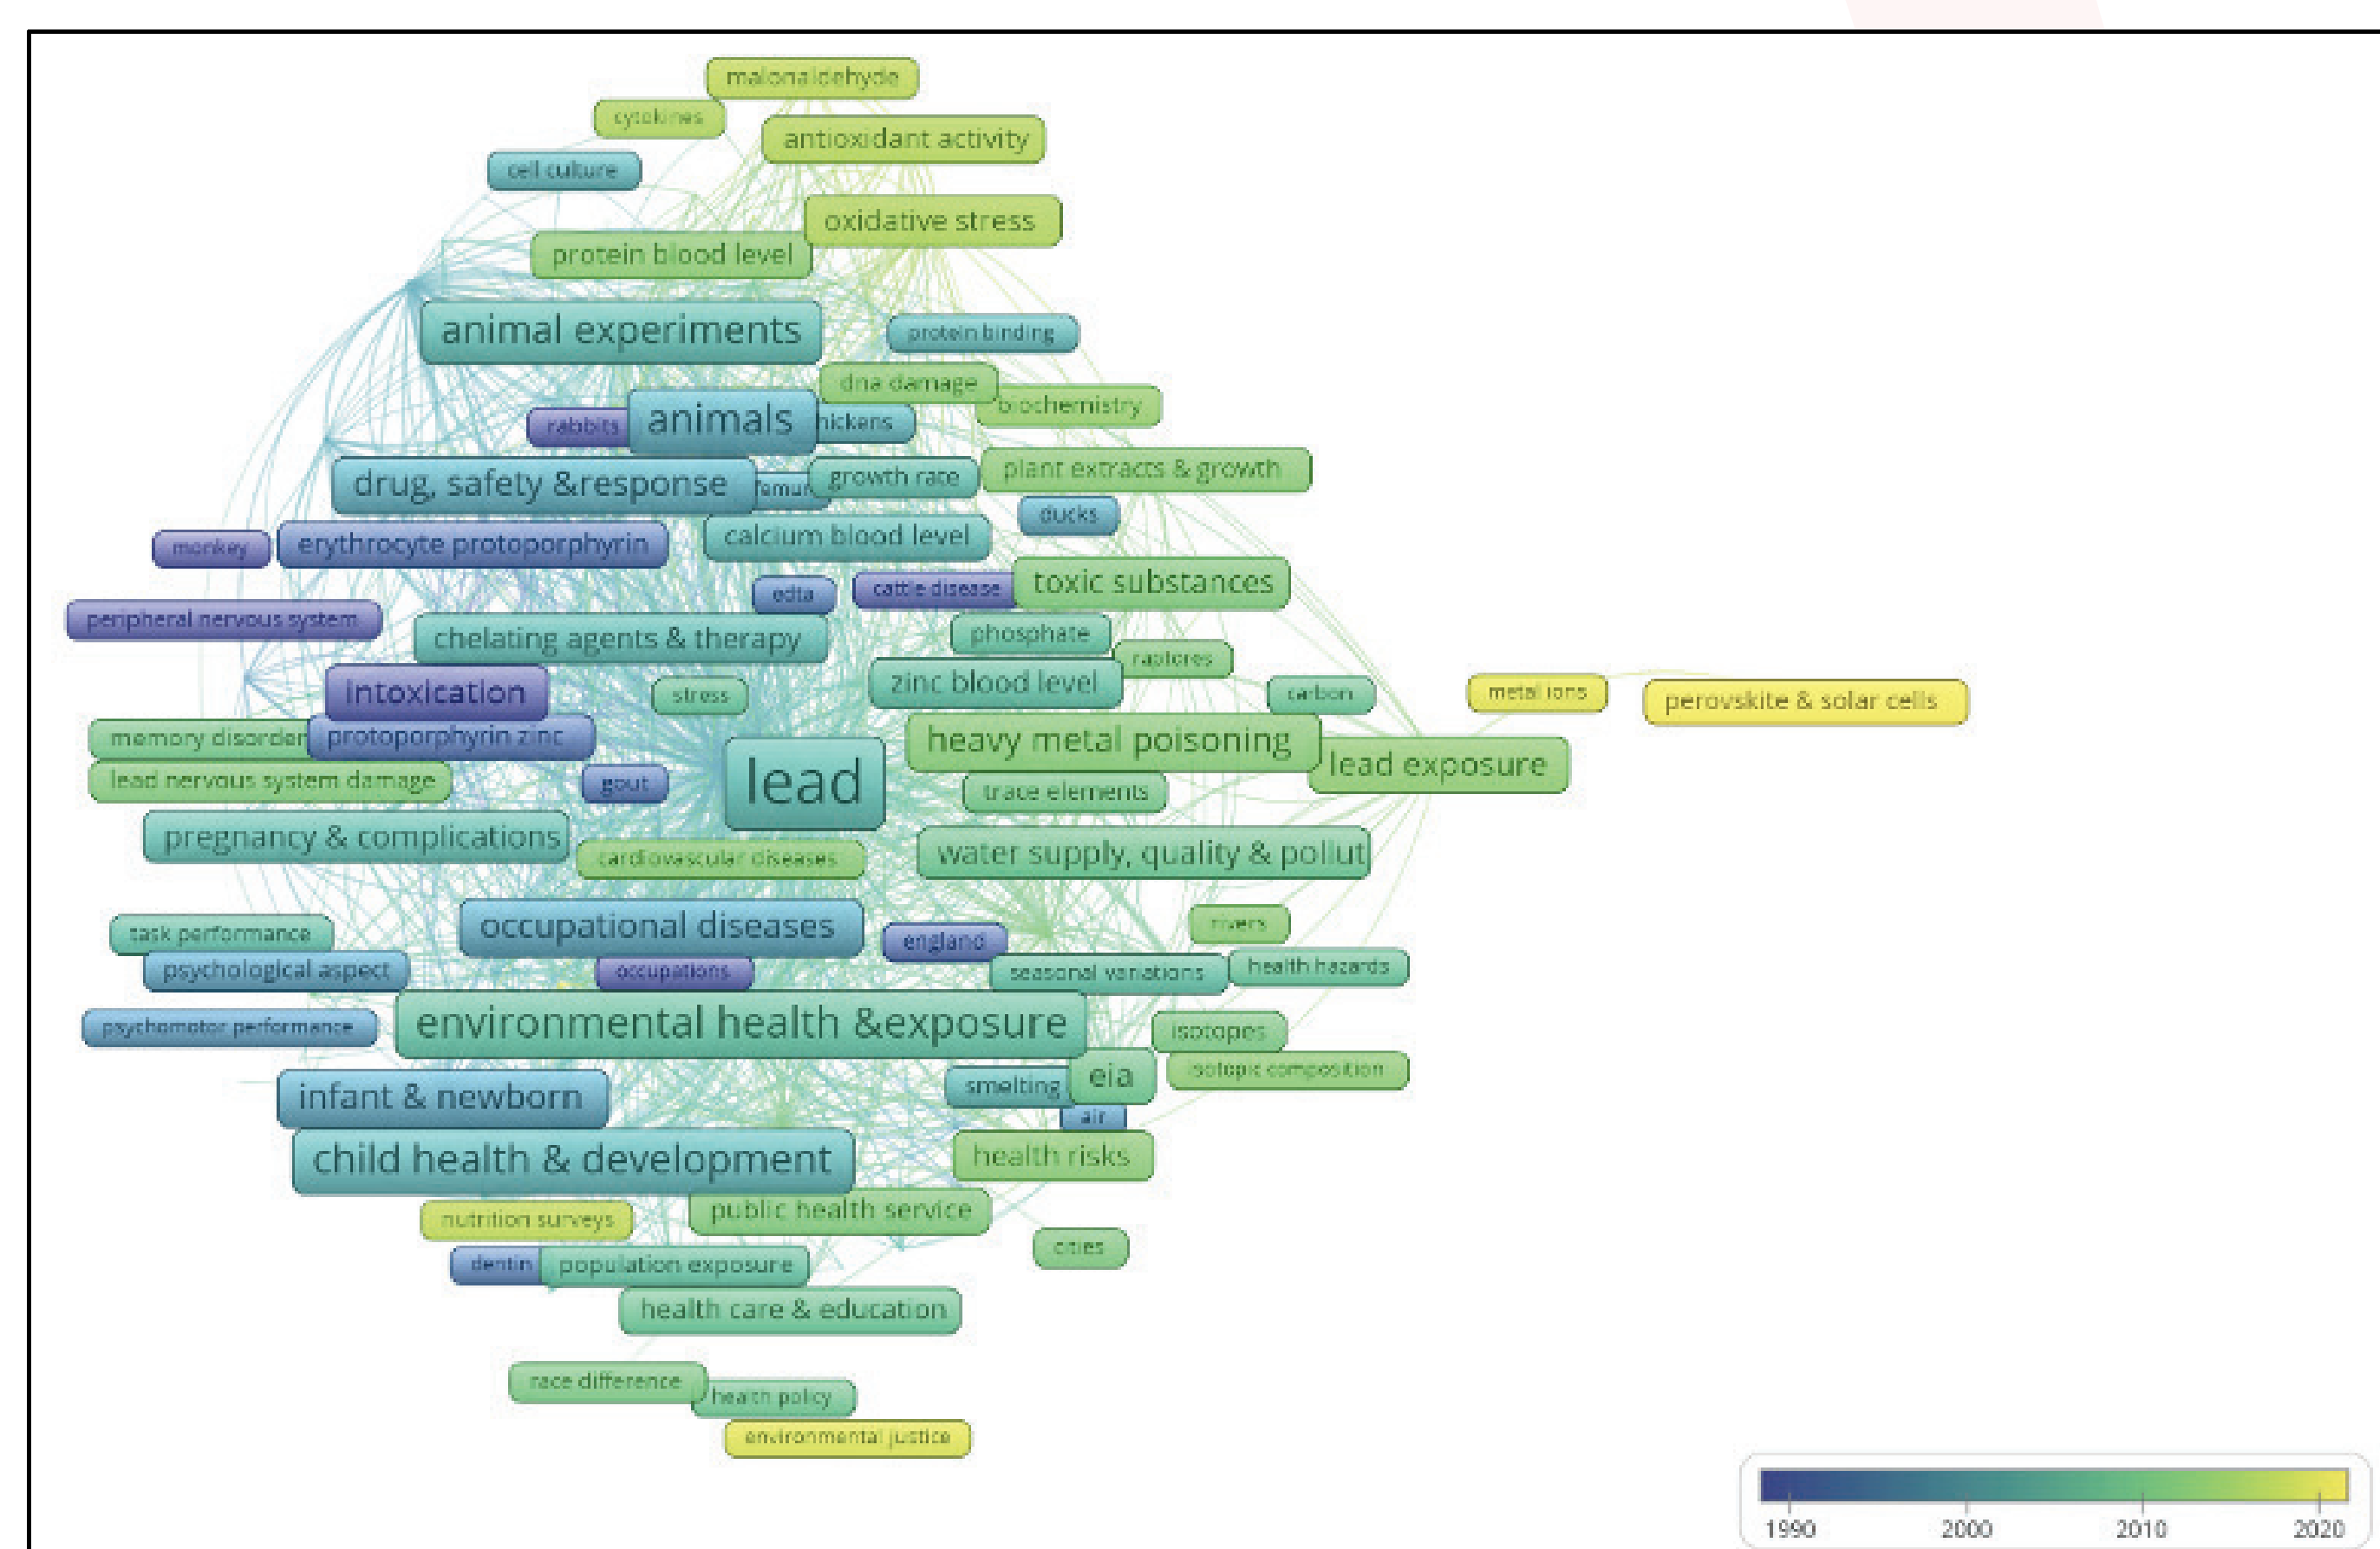 malonaldehyde
cytokines
antioxidant activity
cell culture
oxidative stress
protein blood level
animal experiments
protein binding
dna damage
biochemistry
rabbits
animals
hickens
drug, safety &response
femur
growth rate
plant extracts & growth
ducks
monkey
erythrocyte protoporphyrin
calcium blood level
edta
cattle disease
toxic substances
peripheral nervous system
chelating agents & therapy
phosphate
raptores
intoxication
stress
zinc blood level
carbon
metal ions
perovskite & solar cells
memory disorder
protoporphyrin zinc
heavy metal poisoning
lead exposure
lead nervous system damage
gout
lead
trace elements
pregnancy & complications
cardiovascular diseases
water supply, quality & pollut
task performance
occupational diseases
england
rivers
psychological aspect
occupations
seasonal variations
health hazards
psychomotor performance
environmental health &exposure
isotopes
smelting
eia
isotopic composition
infant & newborn
air
child health & development
health risks
nutrition surveys
public health service
cities
dentin
population exposure
health care & education
race difference
health policy
environmental justice
1990 2000 2010 2020